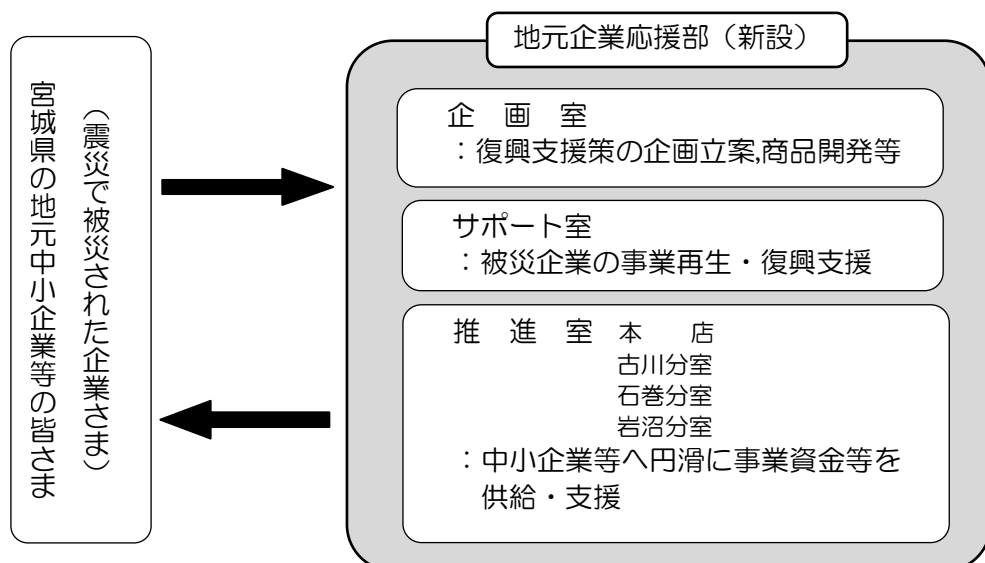 宮城県の地元中小企業等の皆さま
（震災で被災された企業さま）
地元企業応援部（新設）
企　画　室
：復興支援策の企画立案,商品開発等
サポート室
：被災企業の事業再生・復興支援
推　進　室　本　　店
古川分室
石巻分室
岩沼分室
：中小企業等へ円滑に事業資金等を
供給・支援